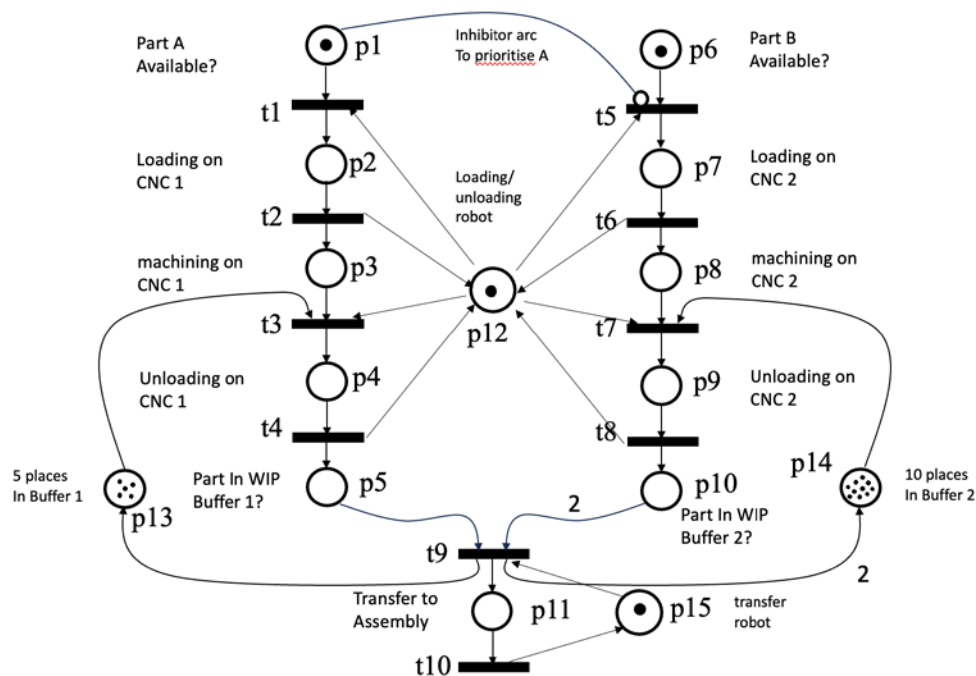 Part A
Available?
p1
Inhibitor arc
To prioritise A
p6
Part B
Available?
t1
t5
Loading on
CNC 1
p2
Loading/
unloading
robot
p7
Loading on
CNC 2
t2
t6
machining on
CNC 1
p3
p8
machining on
CNC 2
t3
p12
t7
Unloading on
CNC 1
p4
p9
Unloading on
CNC 2
t4
t8
5 places
In Buffer 1
p13
Part In WIP
Buffer 1?
p5
2
p10
Part In WIP
Buffer 2?
p14
10 places
In Buffer 2
t9
2
Transfer to
Assembly
p11
p15
transfer
robot
t10